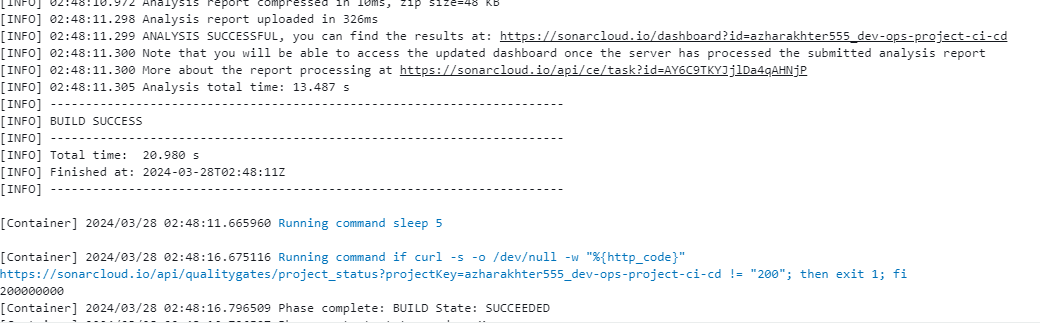 [INFO] 02:48:10.972 Analysis report compressed in 10ms, zip size=48 KB
[INFO] 02:48:11.298 Analysis report uploaded in 326ms
[INFO] 02:48:11.299 ANALYSIS SUCCESSFUL, you can find the results at: https://sonarcloud.io/dashboard?id=azharakhter555_dev-ops-project-ci-cd
[INFO] 02:48:11.300 Note that you will be able to access the updated dashboard once the server has processed the submitted analysis report
[INFO] 02:48:11.300 More about the report processing at https://sonarcloud.io/api/ce/task?id=AY6C9TKYJjlDa4qAHNjP
[INFO] 02:48:11.305 Analysis total time: 13.487 s
[INFO] ------------------------------------------------------------------------
[INFO] BUILD SUCCESS
[INFO] ------------------------------------------------------------------------
[INFO] Total time:  20.980 s
[INFO] Finished at: 2024-03-28T02:48:11Z
[INFO] ------------------------------------------------------------------------
[Container] 2024/03/28 02:48:11.665960 Running command sleep 5
[Container] 2024/03/28 02:48:16.675116 Running command if curl -s -o /dev/null -w "%{http_code}"
https://sonarcloud.io/api/qualitygates/project_status?projectKey=azharakhter555_dev-ops-project-ci-cd != "200"; then exit 1; fi
200000000
[Container] 2024/03/28 02:48:16.796509 Phase complete: BUILD State: SUCCEEDED